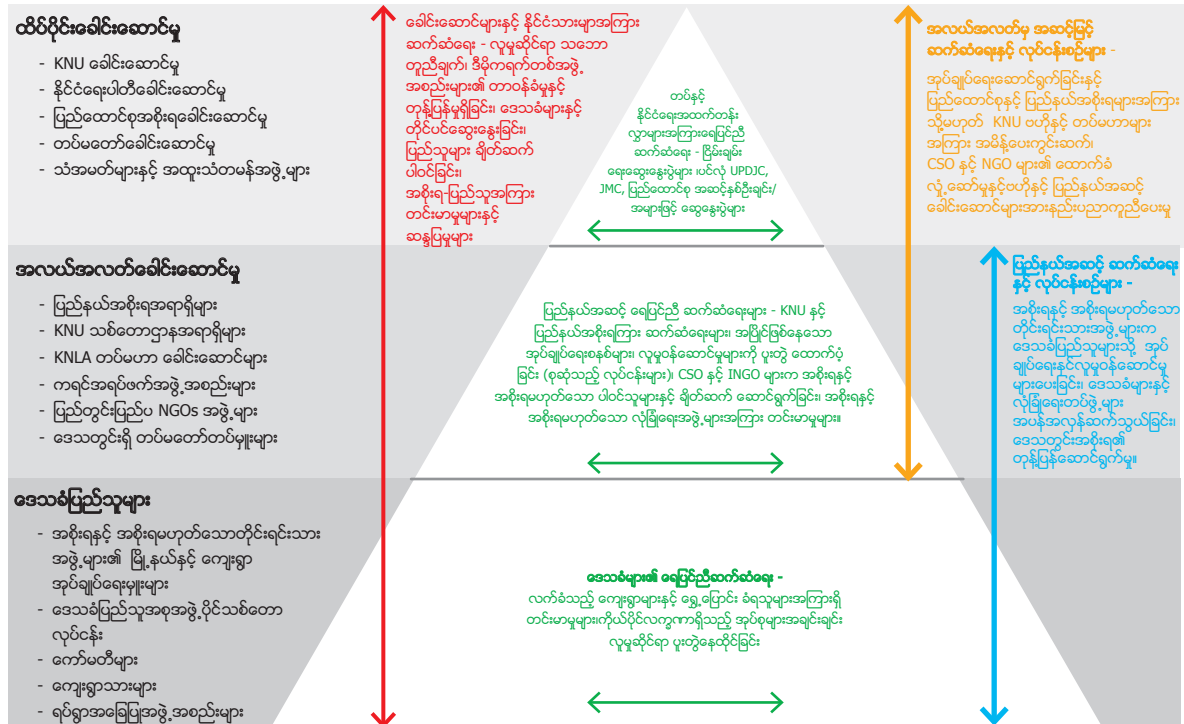 ထိပ်ပိုင်းခေါင်းဆောင်မှု
- KNU ခေါင်းဆောင်မှု
- နိုင်ငံရေးပါတီခေါင်းဆောင်မှု
- ပြည်ထောင်စုအစိုးရခေါင်းဆောင်မှု
- တပ်မတော်ခေါင်းဆောင်မှု
- သံအမတ်များနှင့် အထူးသံတမန်အဖွဲ့များ
ခေါင်းဆောင်များနှင့် နိုင်ငံသားများအကြား
ဆက်ဆံရေး - လူမှုဆိုင်ရာ သဘော
တူညီချက်၊ ဒီမိုကရက်တစ်အဖွဲ့
အစည်းများ၏ တာဝန်ခံမှုနှင့်
တုန့်ပြန်မှုရှိခြင်း၊ ဒေသခံများနှင့်
တိုင်ပင်ဆွေးနွေးခြင်း၊
ပြည်သူများ ချိတ်ဆက်
ပါဝင်ခြင်း၊
အစိုးရ-ပြည်သူအကြား
တင်းမာမှုများနှင့်
ဆန္ဒပြမှုများ
တပ်နှင့်
နိုင်ငံရေးအထက်တန်း
လွှာများအကြားရေပြင်ညီ
ဆက်ဆံရေး - ငြိမ်းချမ်း
ရေးဆွေးနွေးပွဲများ ၊ပင်လုံ UPDJC,
JMC, ပြည်ထောင်စု အဆင့်နှစ်ဦးချင်း/
အများဖြင့် ဆွေးနွေးပွဲများ
အလယ်အလတ်မှ အဆင့်မြင့်
ဆက်ဆံရေးနှင့် လုပ်ငန်းစဉ်များ -
အုပ်ချုပ်ရေးဆောင်ရွက်ခြင်းနှင့်
ပြည်ထောင်စုနှင့် ပြည်နယ်အစိုးရများအကြား
သို့မဟုတ် KNU ဗဟိုနှင့် တပ်မဟာများ
အကြား အမိန့်ပေးကွင်းဆက်၊
CSO နှင့် NGO များ၏ ထောက်ခံ
လှုံ့ဆော်မှုနှင့်ဗဟိုနှင့် ပြည်နယ်အဆင့်
ခေါင်းဆောင်များအားနည်းပညာကူညီပေးမှု
အလယ်အလတ်ခေါင်းဆောင်မှု
- ပြည်နယ်အစိုးရအရာရှိများ
- KNU သစ်တောဌာနအရာရှိများ
- KNLA တပ်မဟာ ခေါင်းဆောင်များ
- ကရင်အရပ်ဖက်အဖွဲ့အစည်းများ
- ပြည်တွင်းပြည်ပ NGOs အဖွဲ့များ
- ဒေသတွင်းရှိ တပ်မတော်တပ်မှူးများ
ပြည်နယ်အဆင့် ရေပြင်ညီ ဆက်ဆံရေးများ - KNU နှင့်
ပြည်နယ်အစိုးရကြား ဆက်ဆံရေးများ၊ အပြိုင်ဖြစ်နေသော
အုပ်ချုပ်ရေးစနစ်များ၊ လူမှုဝန်ဆောင်မှုများကို ပူးတွဲ ထောက်ပံ့
ခြင်း (စုဆုံသည့် လုပ်ငန်းများ)၊ CSO နှင့် INGO များက အစိုးရနှင့်
အစိုးရမဟုတ်သော ပါဝင်သူများနှင့် ချိတ်ဆက် ဆောင်ရွက်ခြင်း၊ အစိုးရနှင့်
အစိုးရမဟုတ်သော လုံခြုံရေးအဖွဲ့များအကြား တင်းမာမှုများ။
ပြည်နယ်အဆင့် ဆက်ဆံရေး
နှင့် လုပ်ငန်းစဉ်များ -
အစိုးရနှင့် အစိုးရမဟုတ်သော
တိုင်းရင်းသားအဖွဲ့များက
ဒေသခံပြည်သူများသို့ အုပ်
ချုပ်ရေးနှင်လူမှုဝန်ဆောင်မှု
များပေးခြင်း၊ ဒေသခံများနှင့်
လုံခြုံရေးတပ်ဖွဲ့များ
အပန်အလှန်ဆက်သွယ်ခြင်း၊
ဒေသတွင်းအစိုးရ၏
တုန့်ပြန်ဆောင်ရွက်မှု။
ဒေသခံပြည်သူများ
- အစိုးရနှင့် အစိုးရမဟုတ်သောတိုင်းရင်းသား
အဖွဲ့များ၏ မြို့နယ်နှင့် ကျေးရွာ
အုပ်ချုပ်ရေးမှူးများ
- ဒေသခံပြည်သူအစုအဖွဲ့ပိုင်သစ်တော
လုပ်ငန်း
- ကော်မတီများ
- ကျေးရွာသားများ
- ရပ်ရွာအခြေပြုအဖွဲ့အစည်းများ
ဒေသခံများ၏ ရေပြင်ညီဆက်ဆံရေး -
လက်ခံသည့် ကျေးရွာများနှင့် ရွှေ့ပြောင်း ခံရသူများအကြားရှိ
တင်းမာမှုများ၊ကိုယ်ပိုင်လက္ခဏာရှိသည့် အုပ်စုများအချင်းချင်း
လူမှုဆိုင်ရာ ပူးတွဲနေထိုင်ခြင်း